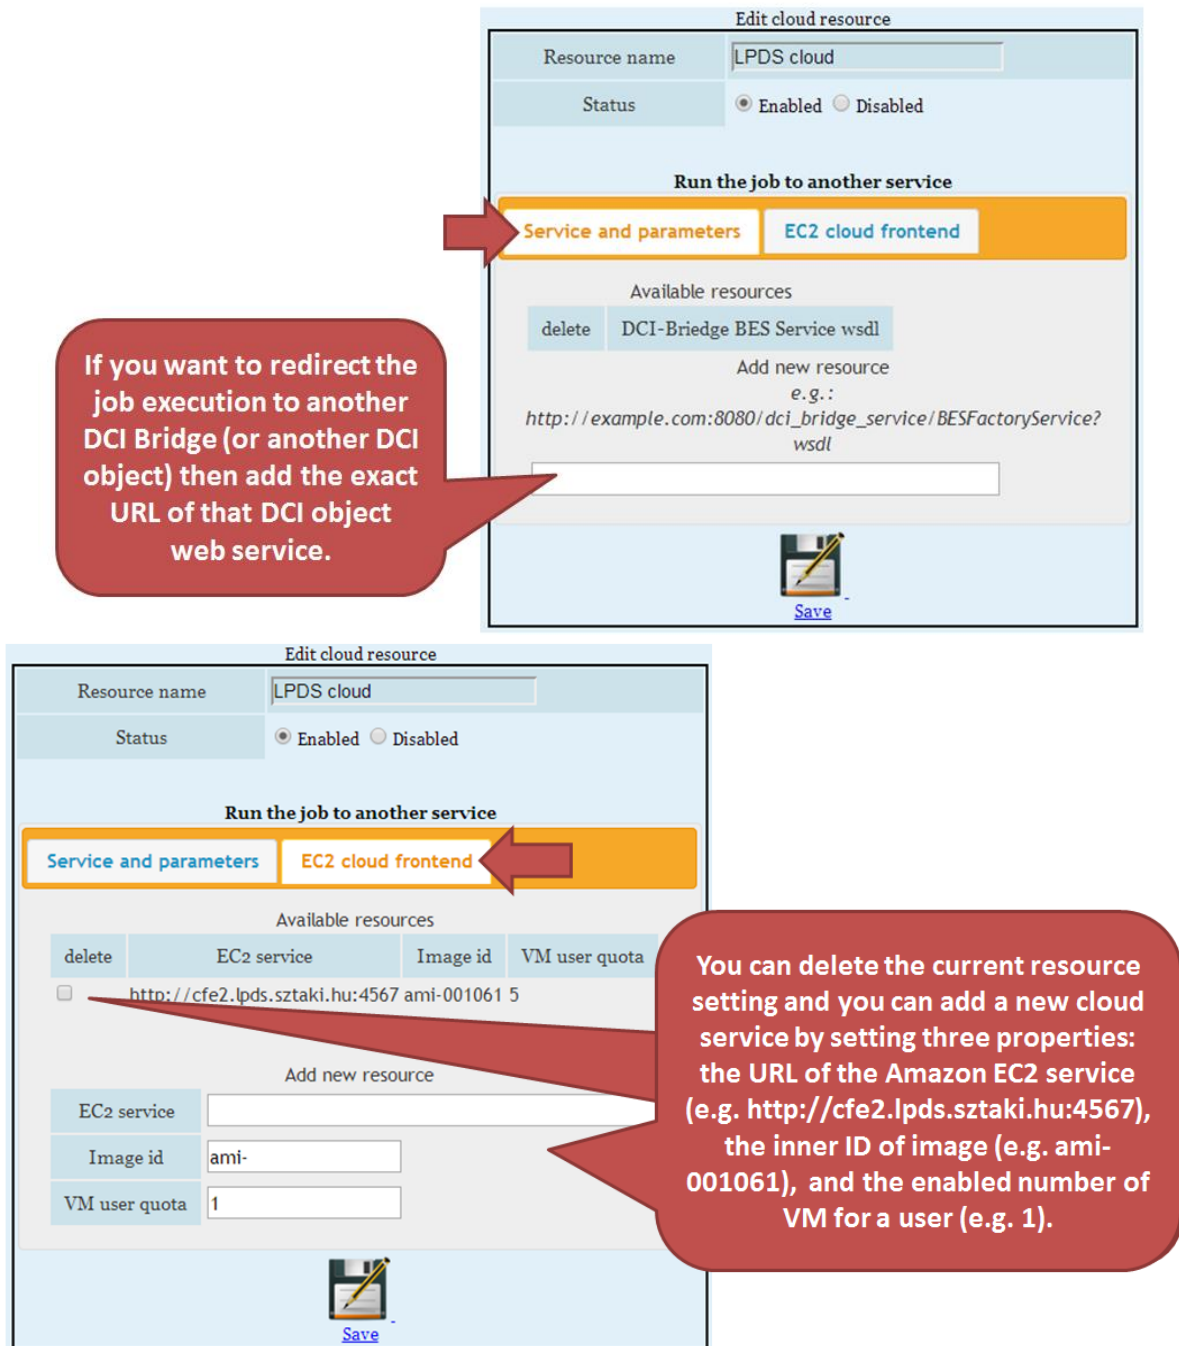 Edit cloud resource
Resource name LPDS cloud
Status Enabled Disabled
Run the job to another service
Service and parameters EC2 cloud frontend
Available resources
delete DCI-Briedge BES Service wsdl
Add new resource
e.g.:
http://example.com:8080/dci_bridge_service/BESFactoryService?
wsdl
Save
If you want to redirect the
job execution to another
DCI Bridge (or another DCI
object) then add the exact
URL of that DCI object
web service.
Edit cloud resource
Resource name LPDS cloud
Status Enabled Disabled
Run the job to another service
Service and parameters EC2 cloud frontend
Available resources
delete EC2 service Image id VM user quota
http://cfe2.lpds.sztaki.hu:4567 ami-001061 5
Add new resource
EC2 service
Image id ami-
VM user quota 1
Save
You can delete the current resource
setting and you can add a new cloud
service by setting three properties:
the URL of the Amazon EC2 service
(e.g. http://cfe2.lpds.sztaki.hu:4567),
the inner ID of image (e.g. ami-
001061), and the enabled number of
VM for a user (e.g. 1).